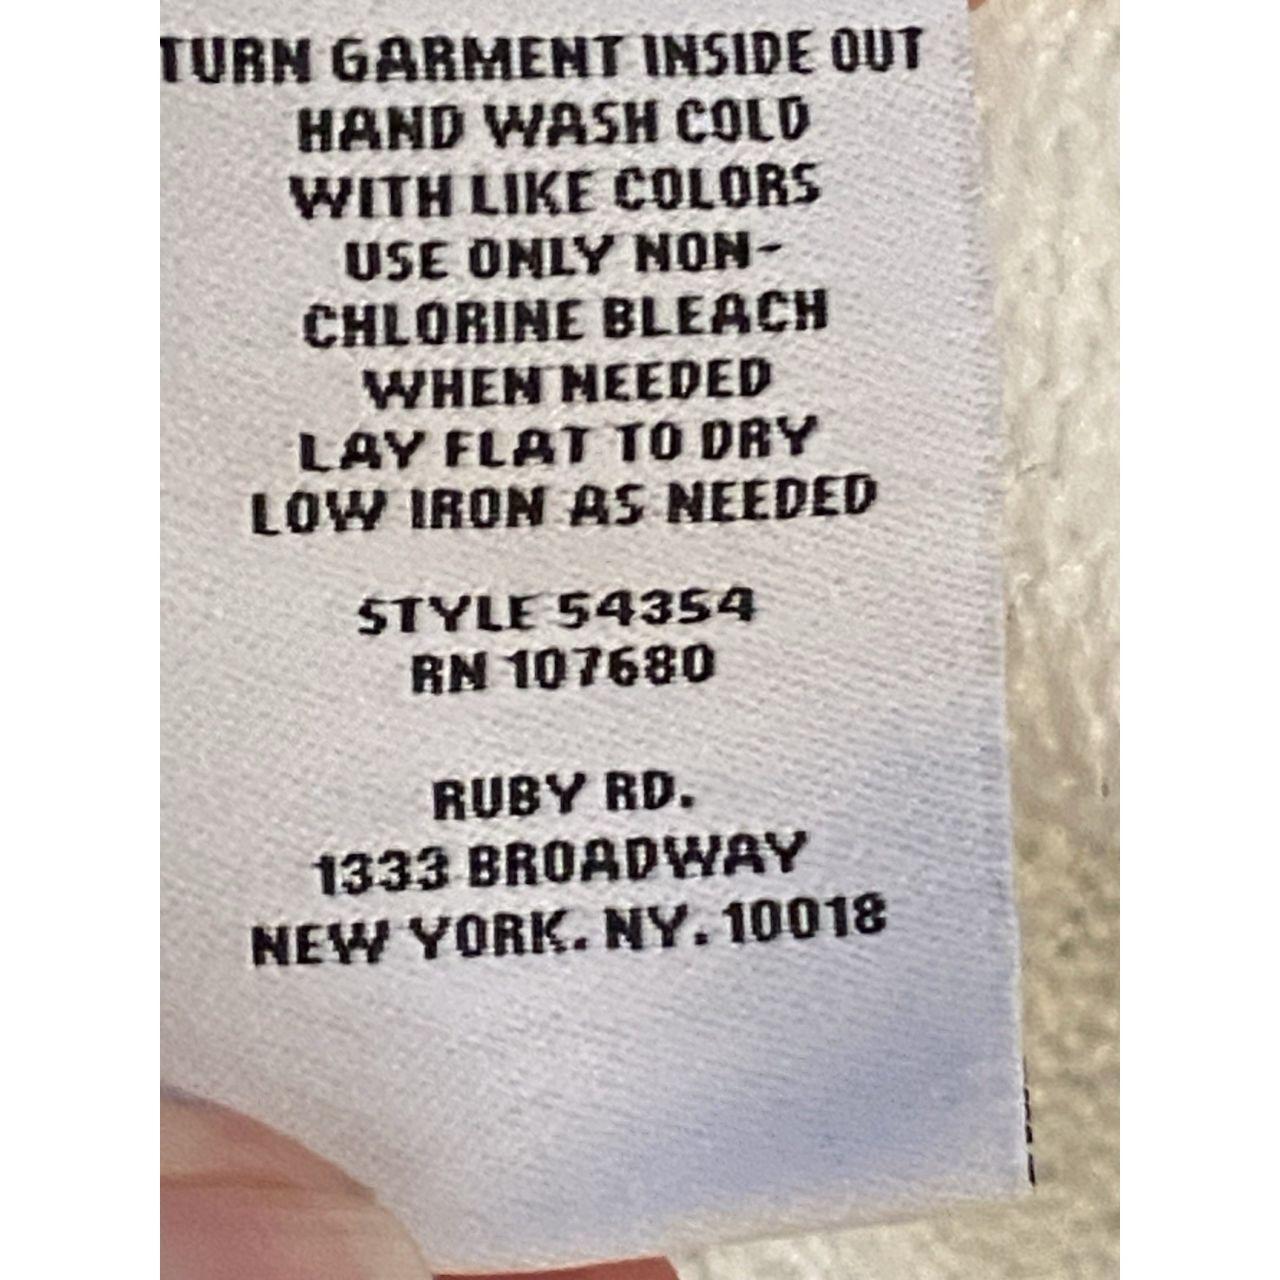 TURN GARMENT INSIDE OUT
HAND WASH COLD
WITH LIKE COLORS
USE ONLY NON-
CHLORINE BLEACH
WHEN NEEDED
LAY FLAT TO DRY
LOW IRON AS NEEDED
STYLE 54354
RN 107680
RUBY RD.
1333 BROADWAY
NEW YORK. NY. 10018